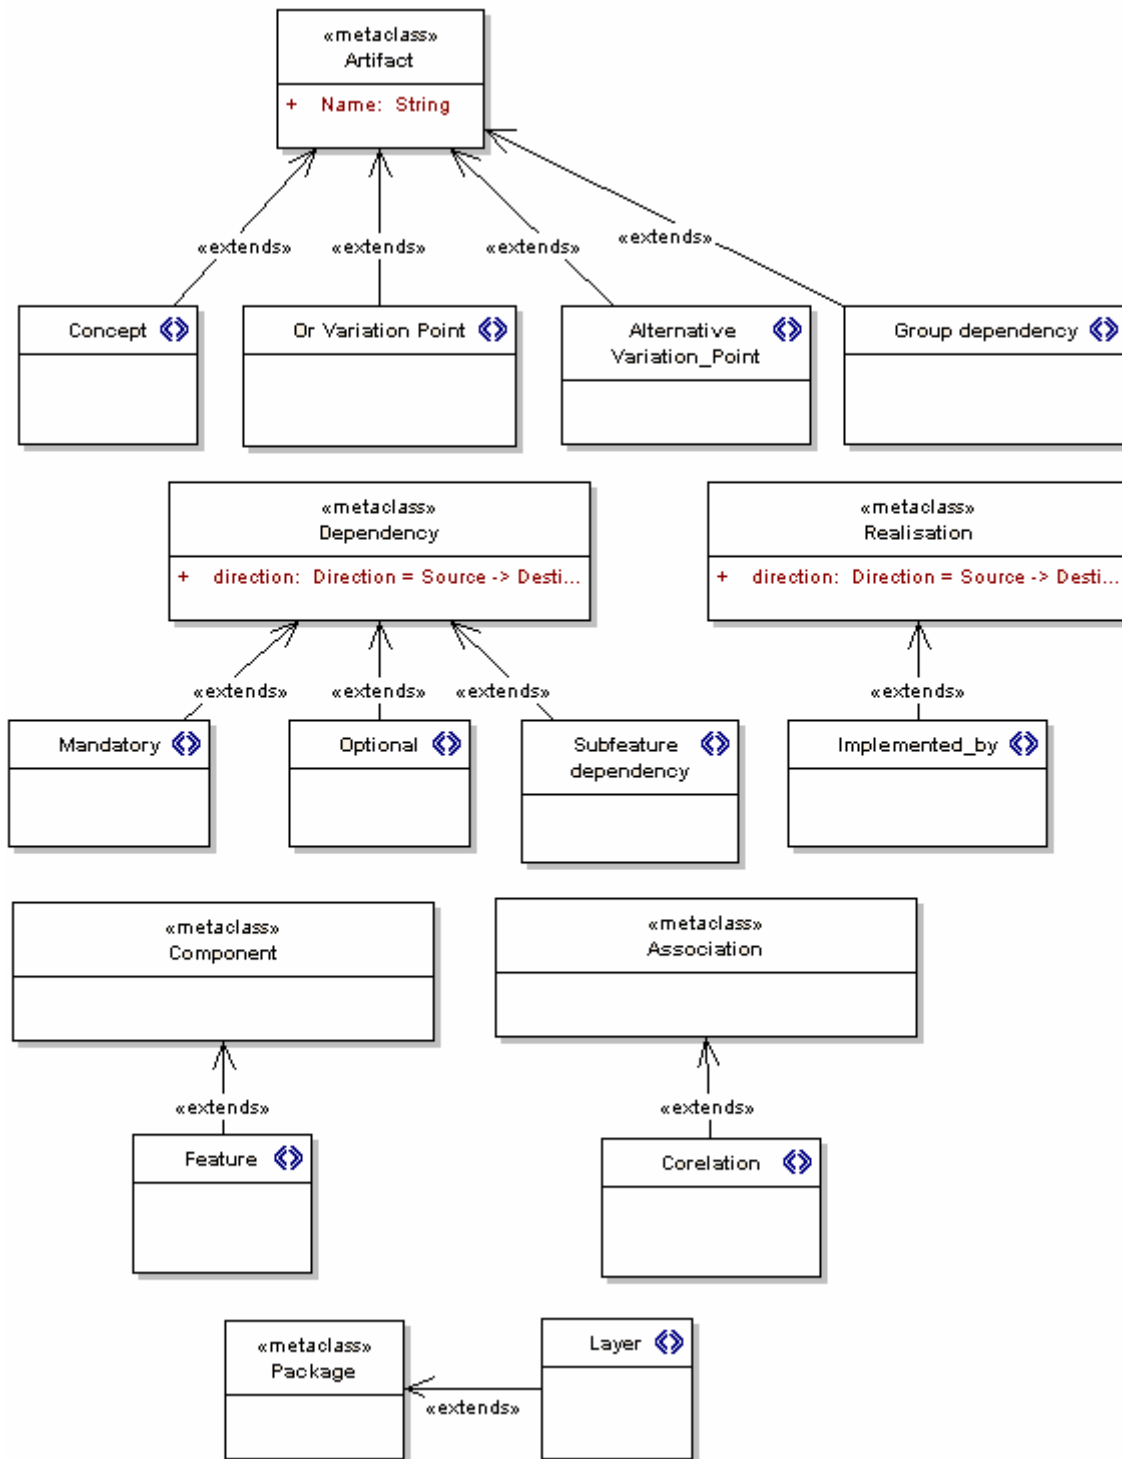 «metaclass»
Artifact
+ Name: String
«extends» «extends» «extends» «extends»
Concept
Or Variation Point
Alternative
Variation_Point
Group dependency
«metaclass»
Dependency
+ direction: Direction = Source -> Desti...
«metaclass»
Realisation
+ direction: Direction = Source -> Desti...
«extends» «extends» «extends» «extends»
Mandatory
Optional
Subfeature
dependency
Implemented_by
«metaclass»
Component
«metaclass»
Association
«extends» «extends»
Feature
Corelation
«metaclass»
Package
Layer
«extends»